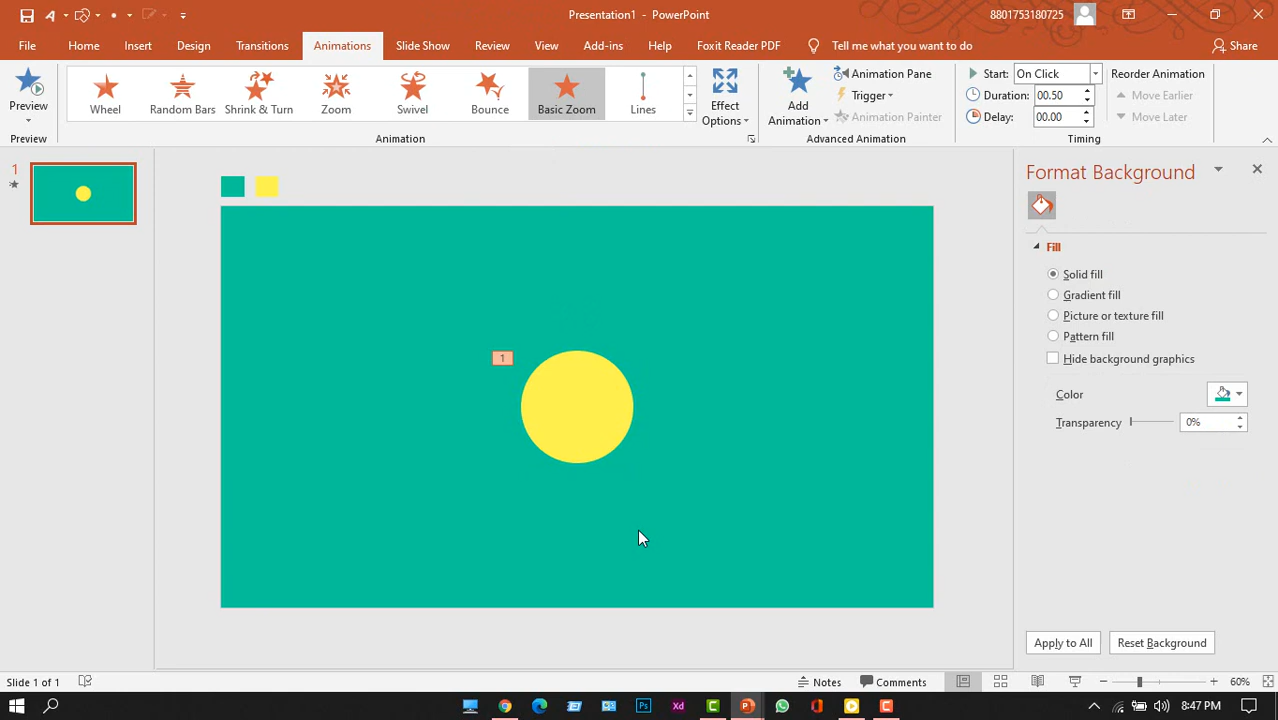 Presentation1 - PowerPoint
8801753180725
File Home Insert Design Transitions Animations Slide Show Review View Add-ins Help Foxit Reader PDF Tell me what you want to do Share
Preview
Wheel Random Bars Shrink & Turn Zoom Swivel Bounce Basic Zoom Lines
Effect Options
Add Animation
Animation Pane
Trigger
Animation Painter
Start: On Click
Duration: 00.50
Delay: 00.00
Reorder Animation
Move Earlier
Move Later
Preview Animation Advanced Animation Timing
1
1
Format Background
Fill
Solid fill
Gradient fill
Picture or texture fill
Pattern fill
Hide background graphics
Color
Transparency 0%
Apply to All Reset Background
Slide 1 of 1 Notes Comments 60%
Ps Xd 8:47 PM